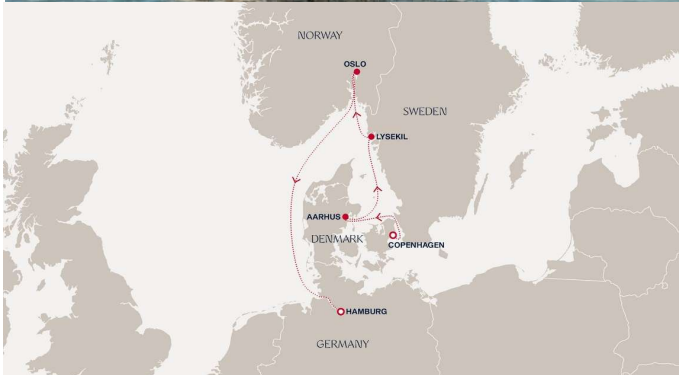 NORWAY
OSLO
SWEDEN
LYSEKIL
AARHUS
DENMARK
COPENHAGEN
HAMBURG
GERMANY